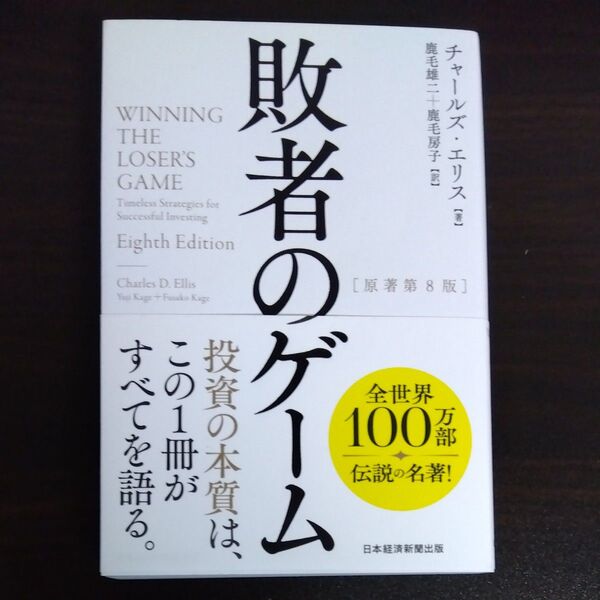 敗者のゲーム
チャールズ・エリス【著】
鹿毛雄二+鹿毛房子【訳】
［原著第8版］
WINNING
THE
LOSER'S
GAME
Timeless Strategies for
Successful Investing
Eighth Edition
Charles D. Ellis
Yuji Kage + Fusako Kage
投資の本質は、
この1冊が
すべてを語る。
全世界
100万部
伝説の名著!
日本経済新聞出版